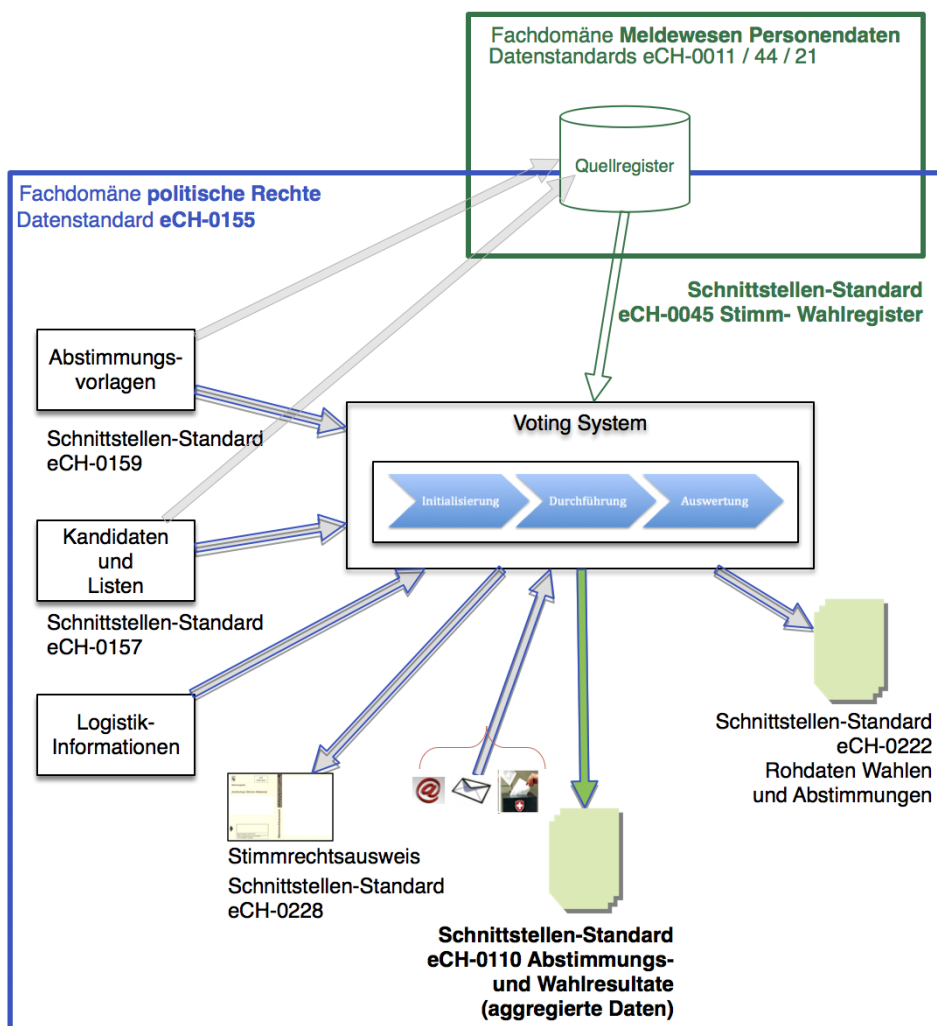 Fachdomäne Meldewesen Personendaten
Datenstandards eCH-0011 / 44 / 21
Quellregister
Fachdomäne politische Rechte
Datenstandard eCH-0155
Schnittstellen-Standard
eCH-0045 Stimm- Wahlregister
Abstimmungs-
vorlagen
Schnittstellen-Standard
eCH-0159
Voting System
Initialisierung
Durchführung
Auswertung
Kandidaten
und
Listen
Schnittstellen-Standard
eCH-0157
Logistik-
Informationen
Schnittstellen-Standard
eCH-0222
Rohdaten Wahlen
und Abstimmungen
@
Stimmrechtsausweis
Schnittstellen-Standard
eCH-0228
Schnittstellen-Standard
eCH-0110 Abstimmungs-
und Wahlresultate
(aggregierte Daten)